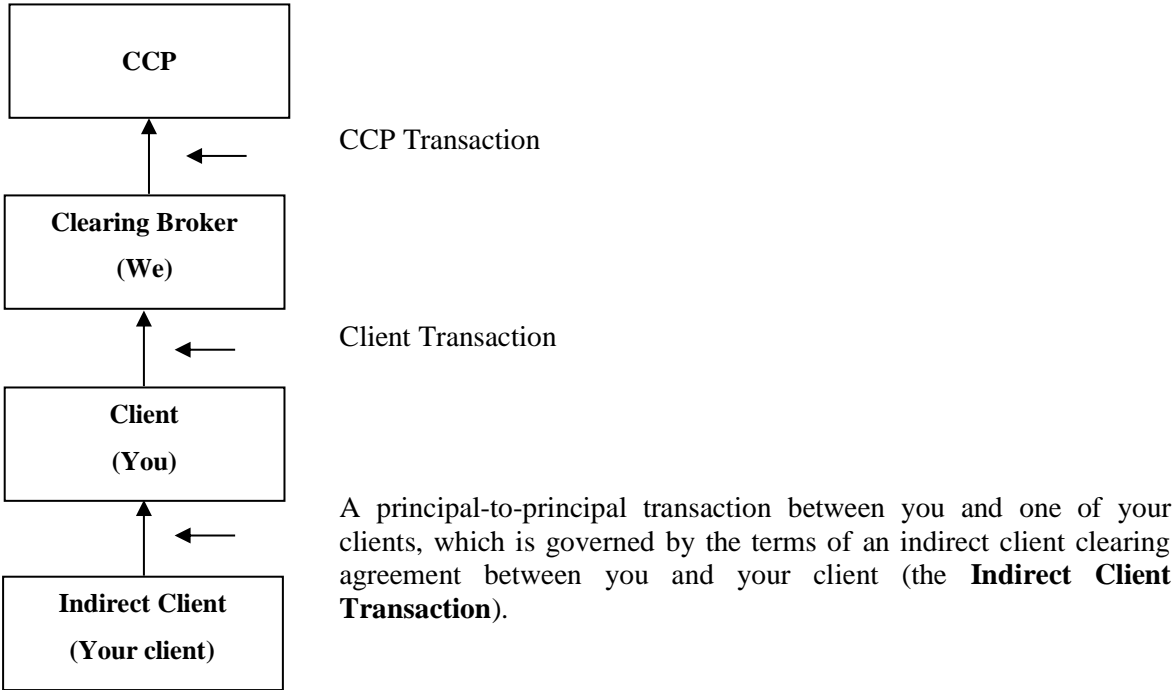 CCP
CCP Transaction
Clearing Broker
(We)
Client Transaction
Client
(You)
A principal-to-principal transaction between you and one of your
clients, which is governed by the terms of an indirect client clearing
agreement between you and your client (the Indirect Client
Transaction).
Indirect Client
(Your client)